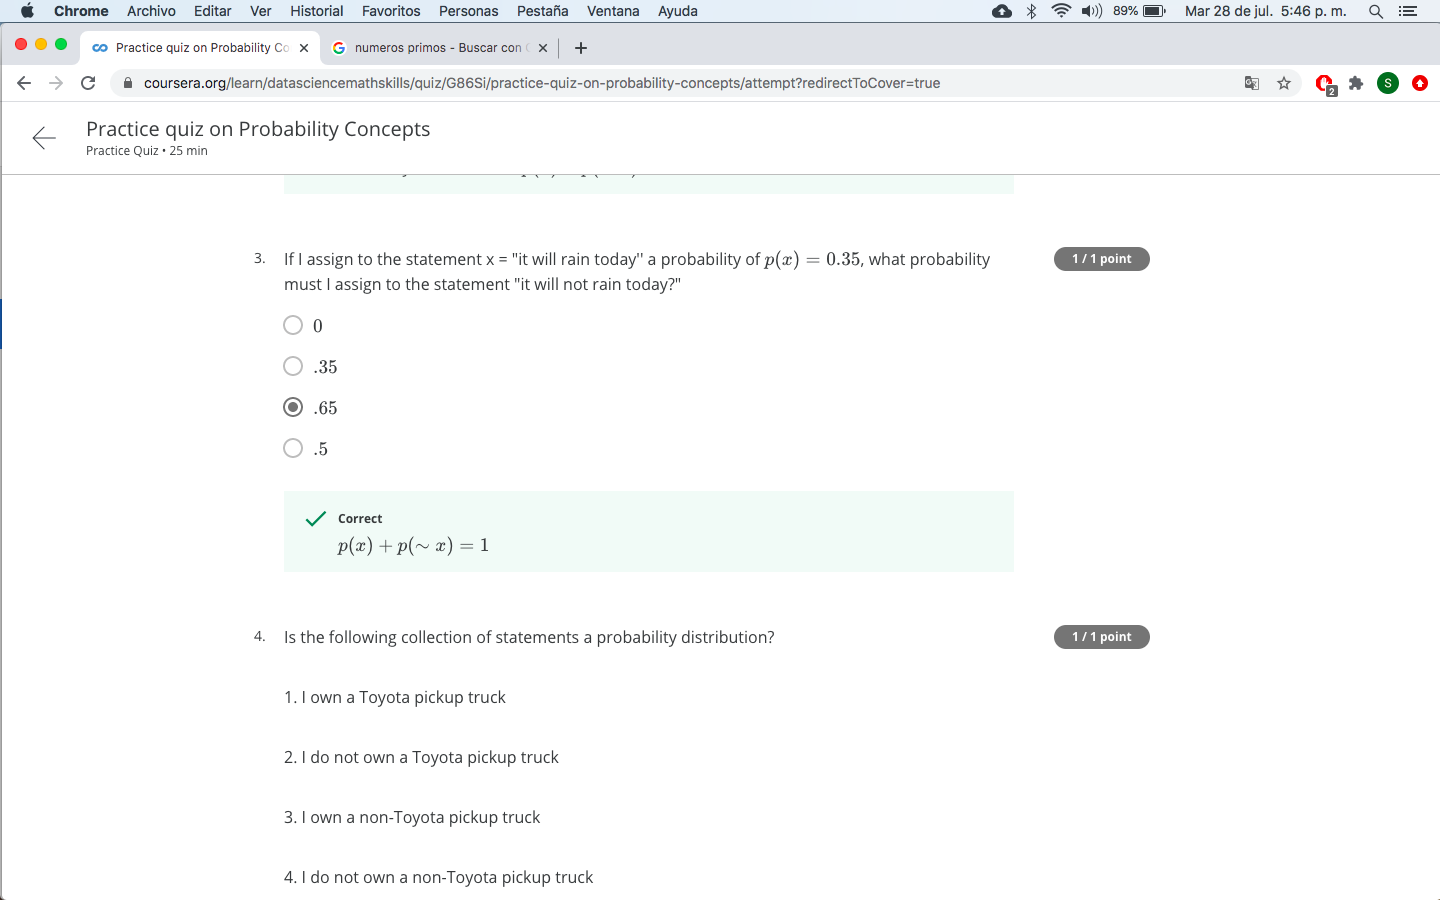 Chrome Archivo Editar Ver Historial Favoritos Personas Pestaña Ventana Ayuda 89% Mar 28 de jul. 5:46 p. m.
Practice quiz on Probability Co numeros primos - Buscar con
coursera.org/learn/datasciencemathskills/quiz/G86Si/practice-quiz-on-probability-concepts/attempt?redirectToCover=true 2 S
Practice quiz on Probability Concepts
Practice Quiz • 25 min
3. If I assign to the statement x = "it will rain today'' a probability of p(x) = 0.35, what probability 1 / 1 point
must I assign to the statement "it will not rain today?"
0
.35
.65
.5
Correct
p(x) + p(∼ x) = 1
4. Is the following collection of statements a probability distribution? 1 / 1 point
1. I own a Toyota pickup truck
2. I do not own a Toyota pickup truck
3. I own a non-Toyota pickup truck
4. I do not own a non-Toyota pickup truck